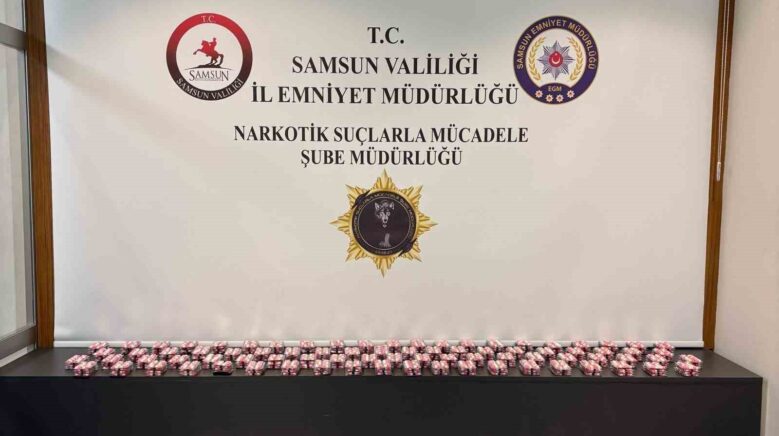 T.C.
SAMSUN VALİLİĞİ
İL EMNİYET MÜDÜRLÜĞÜ
NARKOTİK SUÇLARLA MÜCADELE
ŞUBE MÜDÜRLÜĞÜ
T.C.
SAMSUN
SAMSUN VALİLİĞİ
SAMSUN EMNİYET MÜDÜRLÜĞÜ
EGM